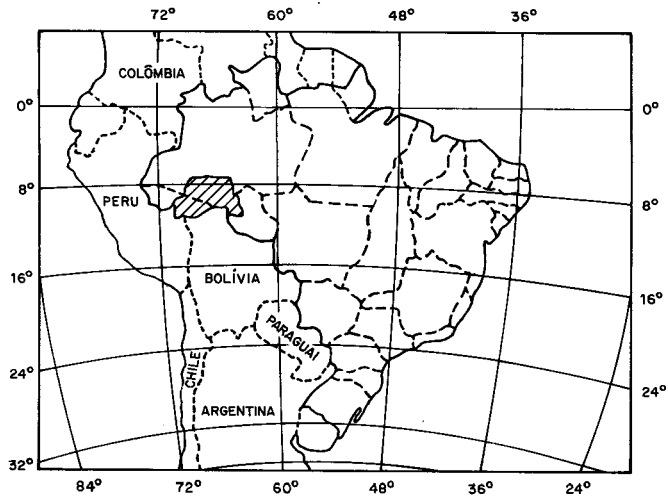 72° 60° 48° 36°
COLÔMBIA
0° 0°
8° 8°
PERU
16° BOLÍVIA 16°
PARAGUAI
24° CHILE 24°
ARGENTINA
32°
84° 72° 60° 48° 36° 24°